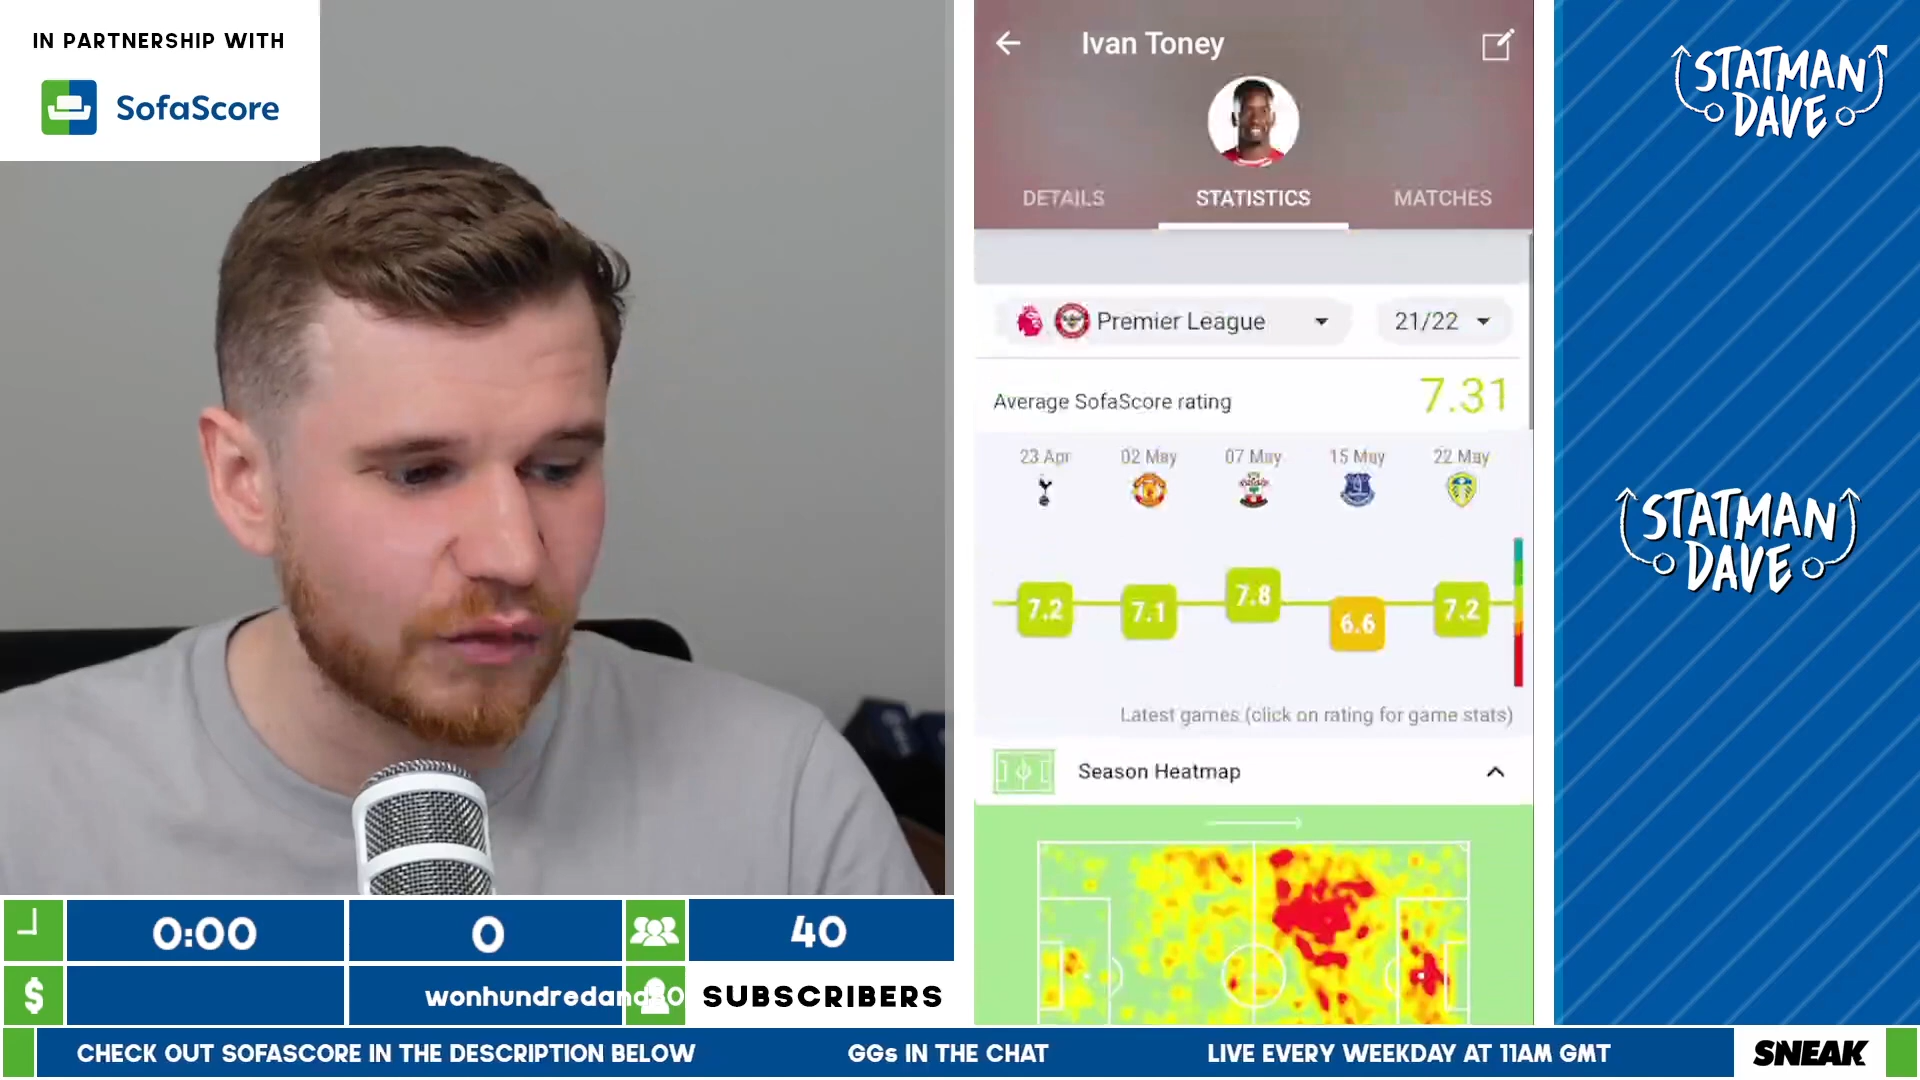 IN PARTNERSHIP WITH
SofaScore
Ivan Toney
DETAILS
STATISTICS
MATCHES
Premier League
21/22
Average SofaScore rating
7.31
23 Apr
02 May
07 May
15 May
22 May
7.2
7.1
7.8
6.6
7.2
Latest games (click on rating for game stats)
Season Heatmap
STATMAN
DAVE
STATMAN
DAVE
0:00
0
40
$
SUBSCRIBERS
CHECK OUT SOFASCORE IN THE DESCRIPTION BELOW
GGs IN THE CHAT
LIVE EVERY WEEKDAY AT 11AM GMT
SNEAK